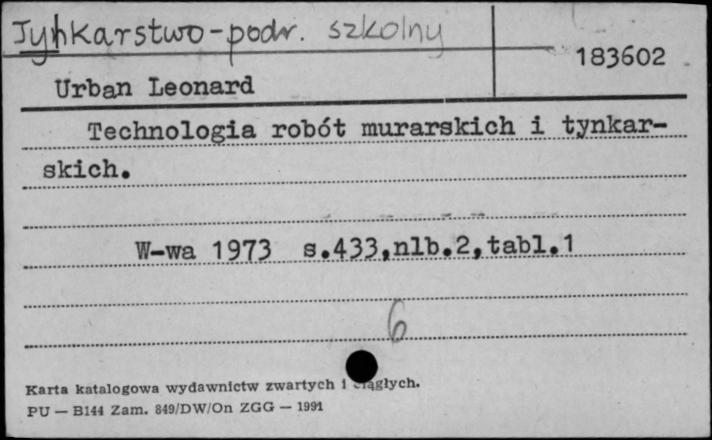 Tynkarstwo-podr. szkolny
183602
Urban Leonard
Technologia robót murarskich i tynkar-
skich.
W-wa 1973 s.433,nlb.2,tabl.1
6
Karta katalogowa wydawnictw zwartych i ciągłych.
PU — B144 Zam. 849/DW/On ZGG — 1991